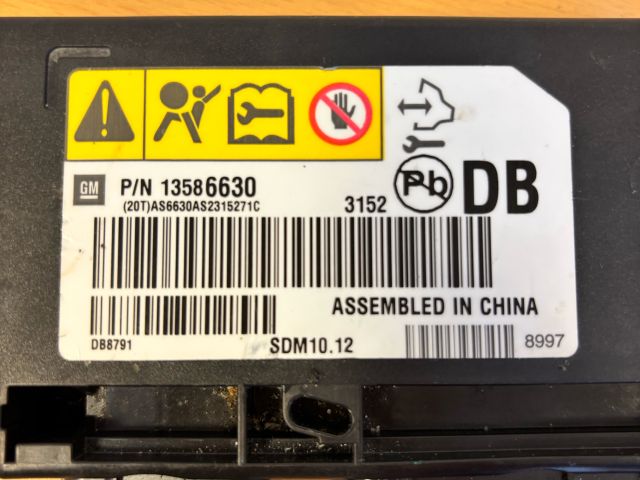 GM
P/N 13586630
(20T)AS6630AS2315271C
3152
Pb
DB
ASSEMBLED IN CHINA
DB8791
SDM10.12
8997